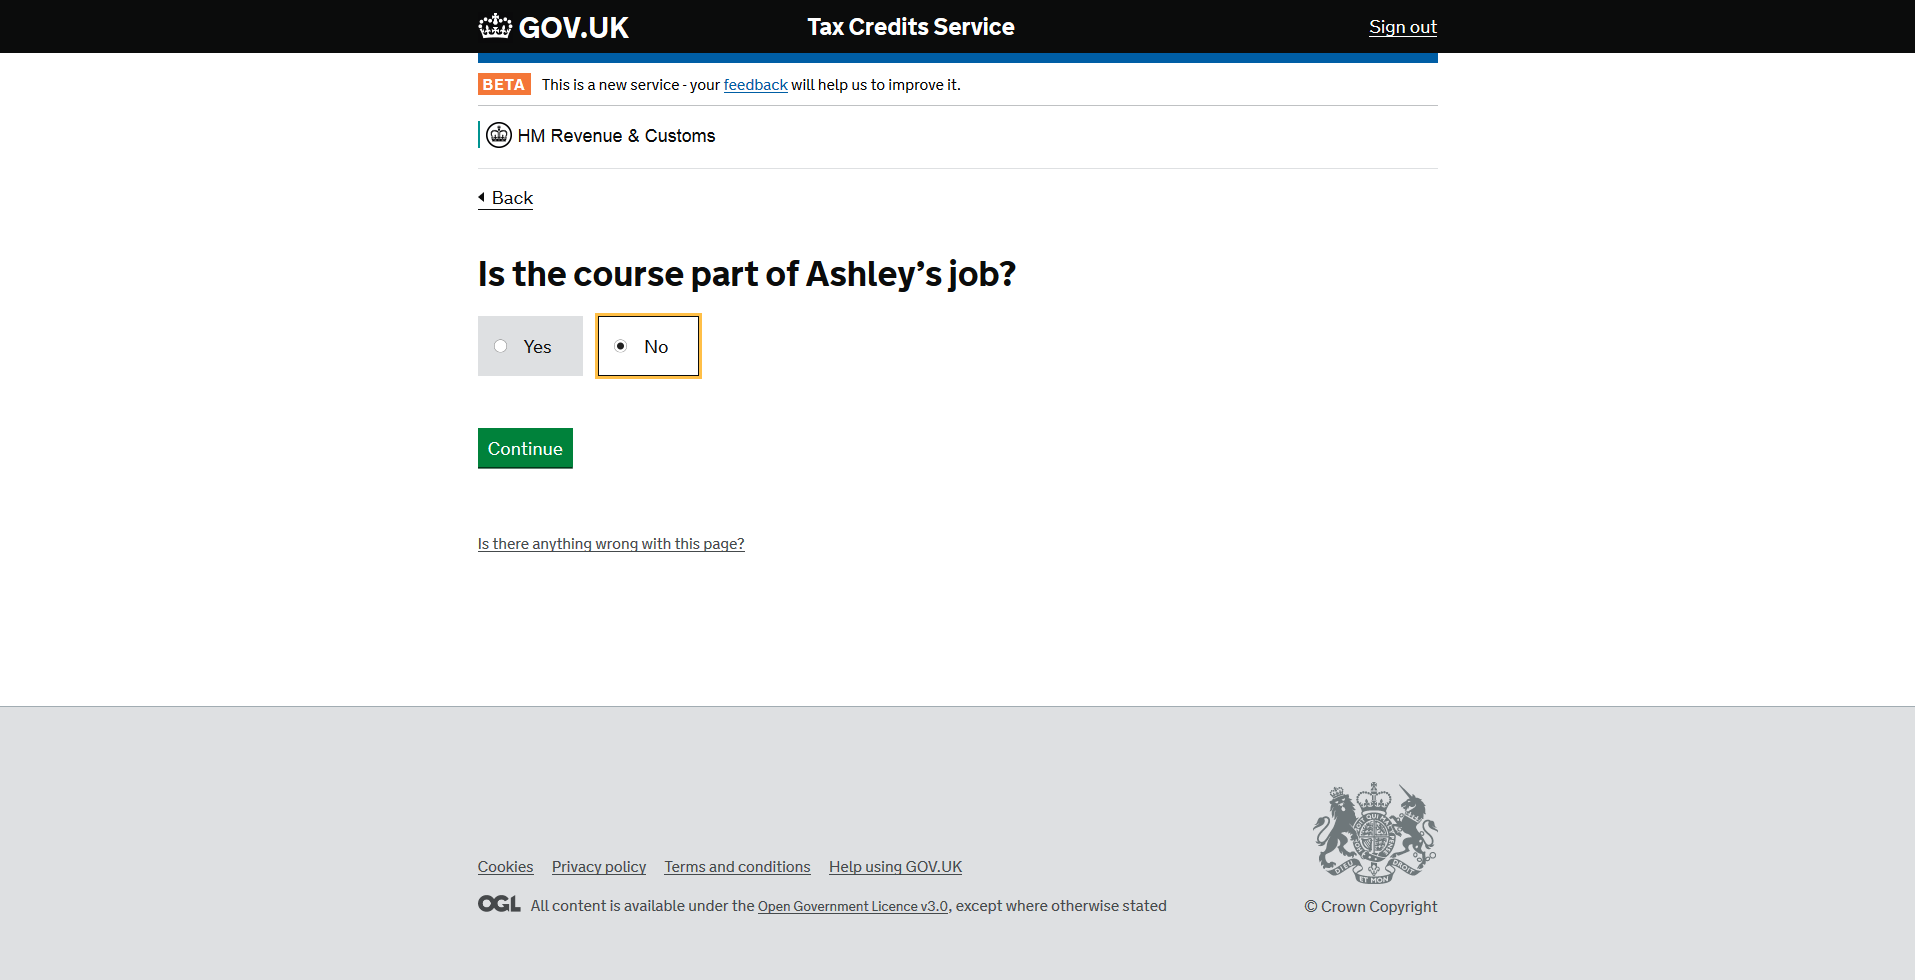 GOV.UK Tax Credits Service Sign out
BETA This is a new service - your feedback will help us to improve it.
HM Revenue & Customs
Back
Is the course part of Ashley’s job?
Yes No
Continue
Is there anything wrong with this page?
Cookies Privacy policy Terms and conditions Help using GOV.UK
OGL All content is available under the Open Government Licence v3.0, except where otherwise stated
© Crown Copyright